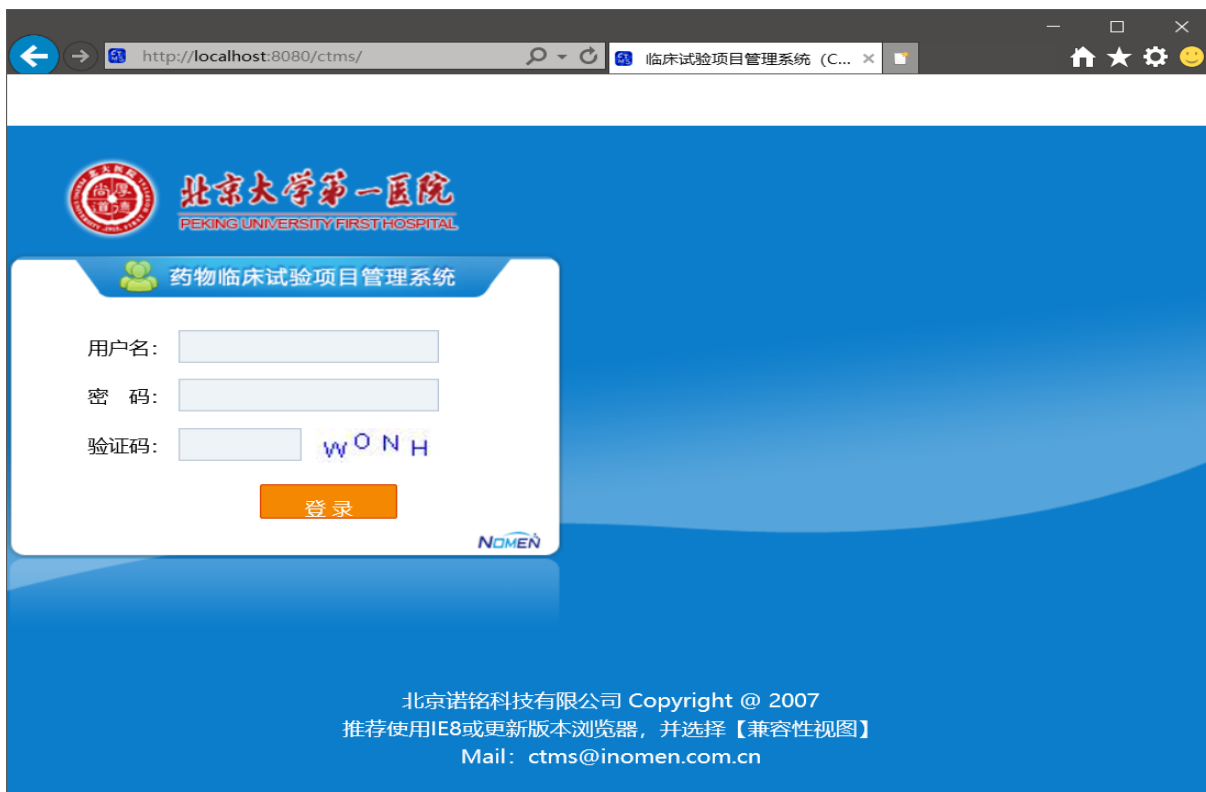 http://localhost:8080/ctms/
临床试验项目管理系统 (C...
北京大学第一医院
PEKING UNIVERSITY FIRST HOSPITAL
药物临床试验项目管理系统
用户名:
密 码:
验证码:
W O N H
登 录
NOMEN
北京诺铭科技有限公司 Copyright @ 2007
推荐使用IE8或更新版本浏览器，并选择【兼容性视图】
Mail：ctms@inomen.com.cn